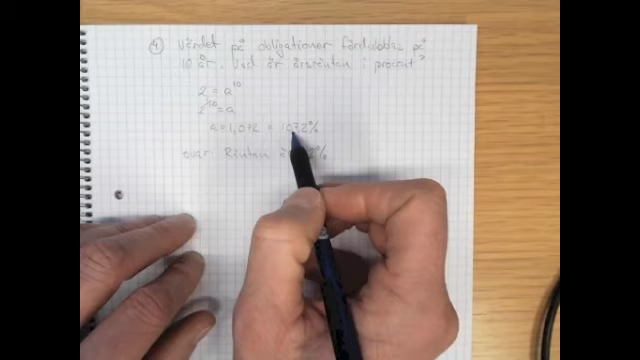 4) Värdet på obligationer fördubblas på
10 år. Vad är årsräntan i procent?
2 = a^10
2^1/10 = a
a = 1,072 = 107,2%
Svar: Räntan 2%